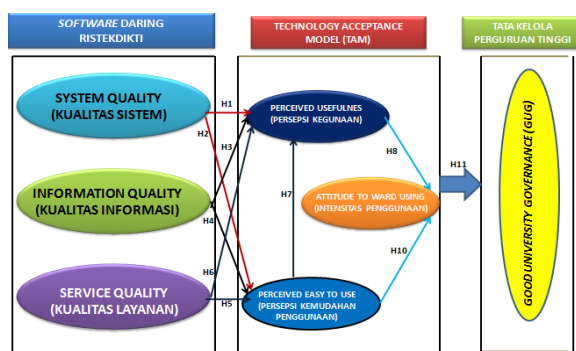 SOFTWARE DARING
RISTEKDIKTI
TECHNOLOGY ACCEPTANCE
MODEL (TAM)
TATA KELOLA
PERGURUAN TINGGI
SYSTEM QUALITY
(KUALITAS SISTEM)
H1
H2
H3
PERCEIVED USEFULNES
(PERSEPSI KEGUNAAN)
H8
H11
INFORMATION QUALITY
(KUALITAS INFORMASI)
H4
H7
ATTITUDE TO WARD USING
(INTENSITAS PENGGUNAAN)
H10
SERVICE QUALITY
(KUALITAS LAYANAN)
H6
H5
PERCEIVED EASY TO USE
(PERSEPSI KEMUDAHAN
PENGGUNAAN)
GOOD UNIVERSITY GOVERNANCE (GUG)